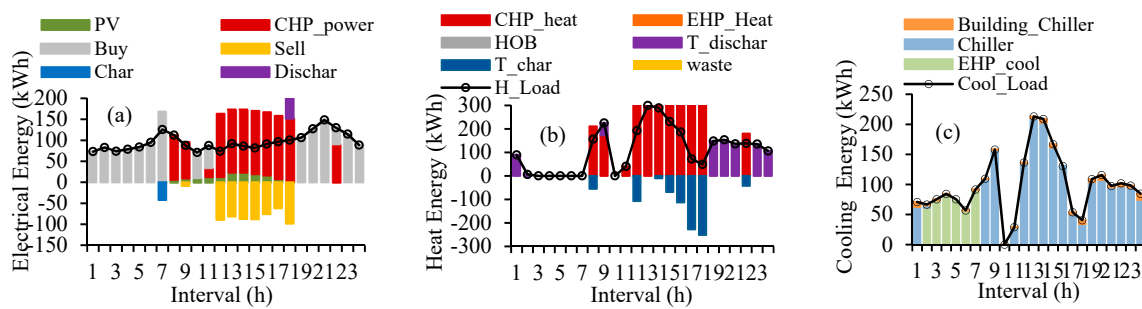 PV CHP_power
Buy Sell
Char Dischar
Electrical Energy (kWh)
(a)
200
150
100
50
0
-50
-100
-150
1 3 5 7 9 11 13 15 17 19 21 23
Interval (h)
CHP_heat EHP_Heat
HOB T_dischar
T_char waste
H_Load
Heat Energy (kWh)
(b)
300
200
100
0
-100
-200
-300
1 3 5 7 9 11 13 15 17 19 21 23
Interval (h)
Building_Chiller
Chiller
EHP_cool
Cool_Load
Cooling Energy (kWh)
(c)
250
200
150
100
50
0
1 3 5 7 9 11 13 15 17 19 21 23
Interval (h)